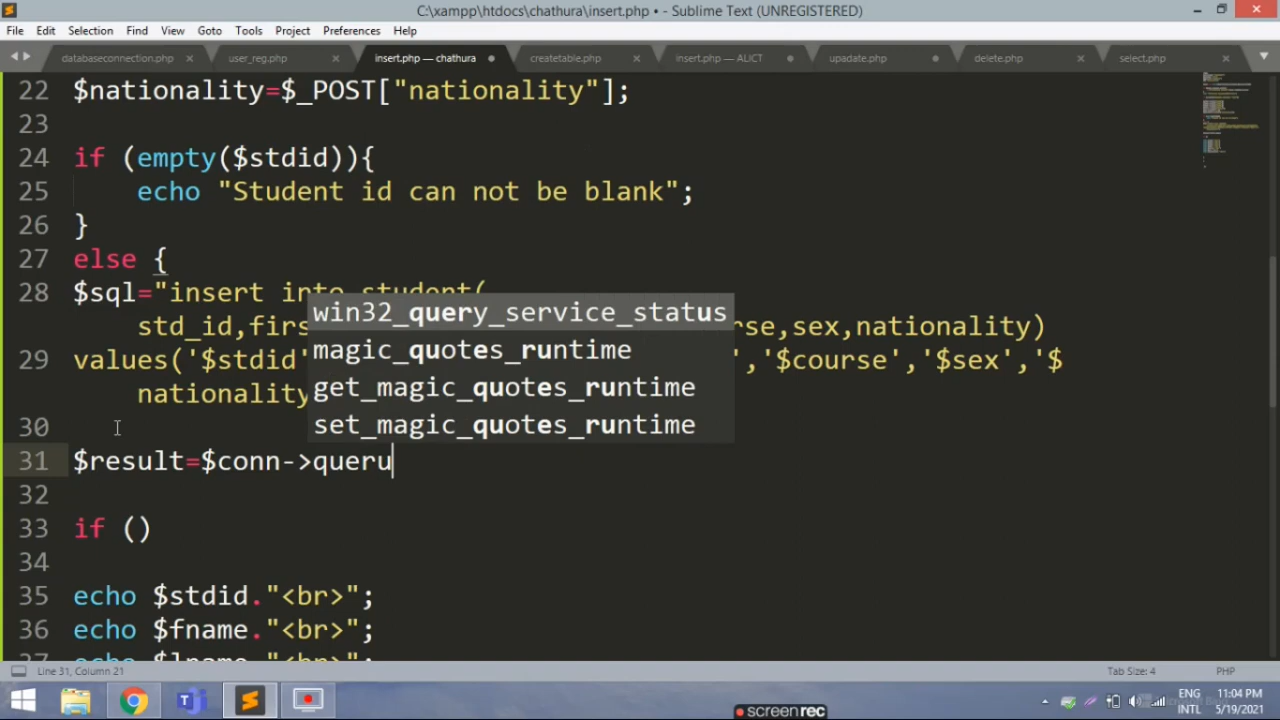 C:\xampp\htdocs\chathura\insert.php • - Sublime Text (UNREGISTERED)
File Edit Selection Find View Goto Tools Project Preferences Help
databaseconnection.php user_reg.php insert.php — chathura createtable.php insert.php — ALICT upadate.php delete.php select.php
22 $nationality=$_POST["nationality"];
23
24 if (empty($stdid)){
25 echo "Student id can not be blank";
26 }
27 else {
28 $sql="insert into student(
win32_query_service_status
std_id,firs rse,sex,nationality)
magic_quotes_runtime
29 values('$stdid' ','$course','$sex','$
get_magic_quotes_runtime
nationality
set_magic_quotes_runtime
30
31 $result=$conn->queru
32
33 if ()
34
35 echo $stdid."<br>";
36 echo $fname."<br>";
37 echo $lname."<br>";
Line 31, Column 21 Tab Size: 4 PHP
ENG 11:04 PM
INTL 5/19/2021
screenrec